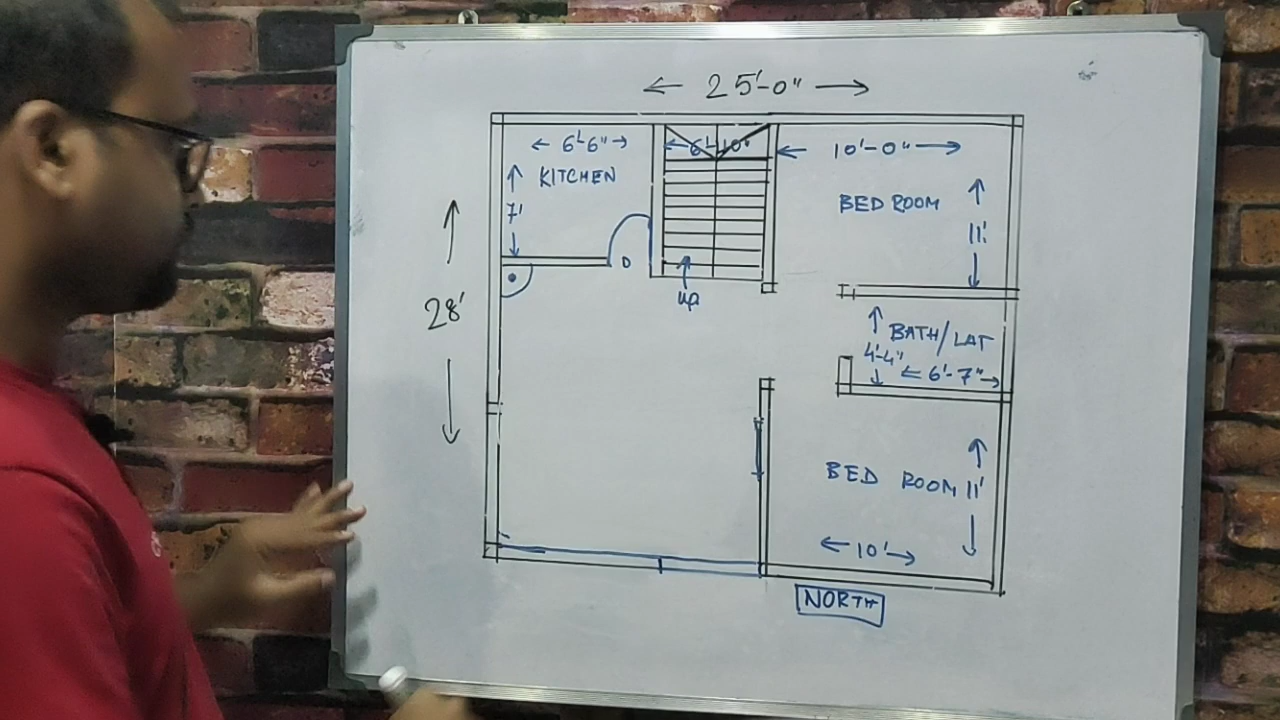 25'-0"
6'-6"
6'-10"
10'-0"
KITCHEN
7'
BED ROOM
11'
D
UP
28'
BATH/LAT
4'-4"
6'-7"
BED ROOM
11'
10'
NORTH